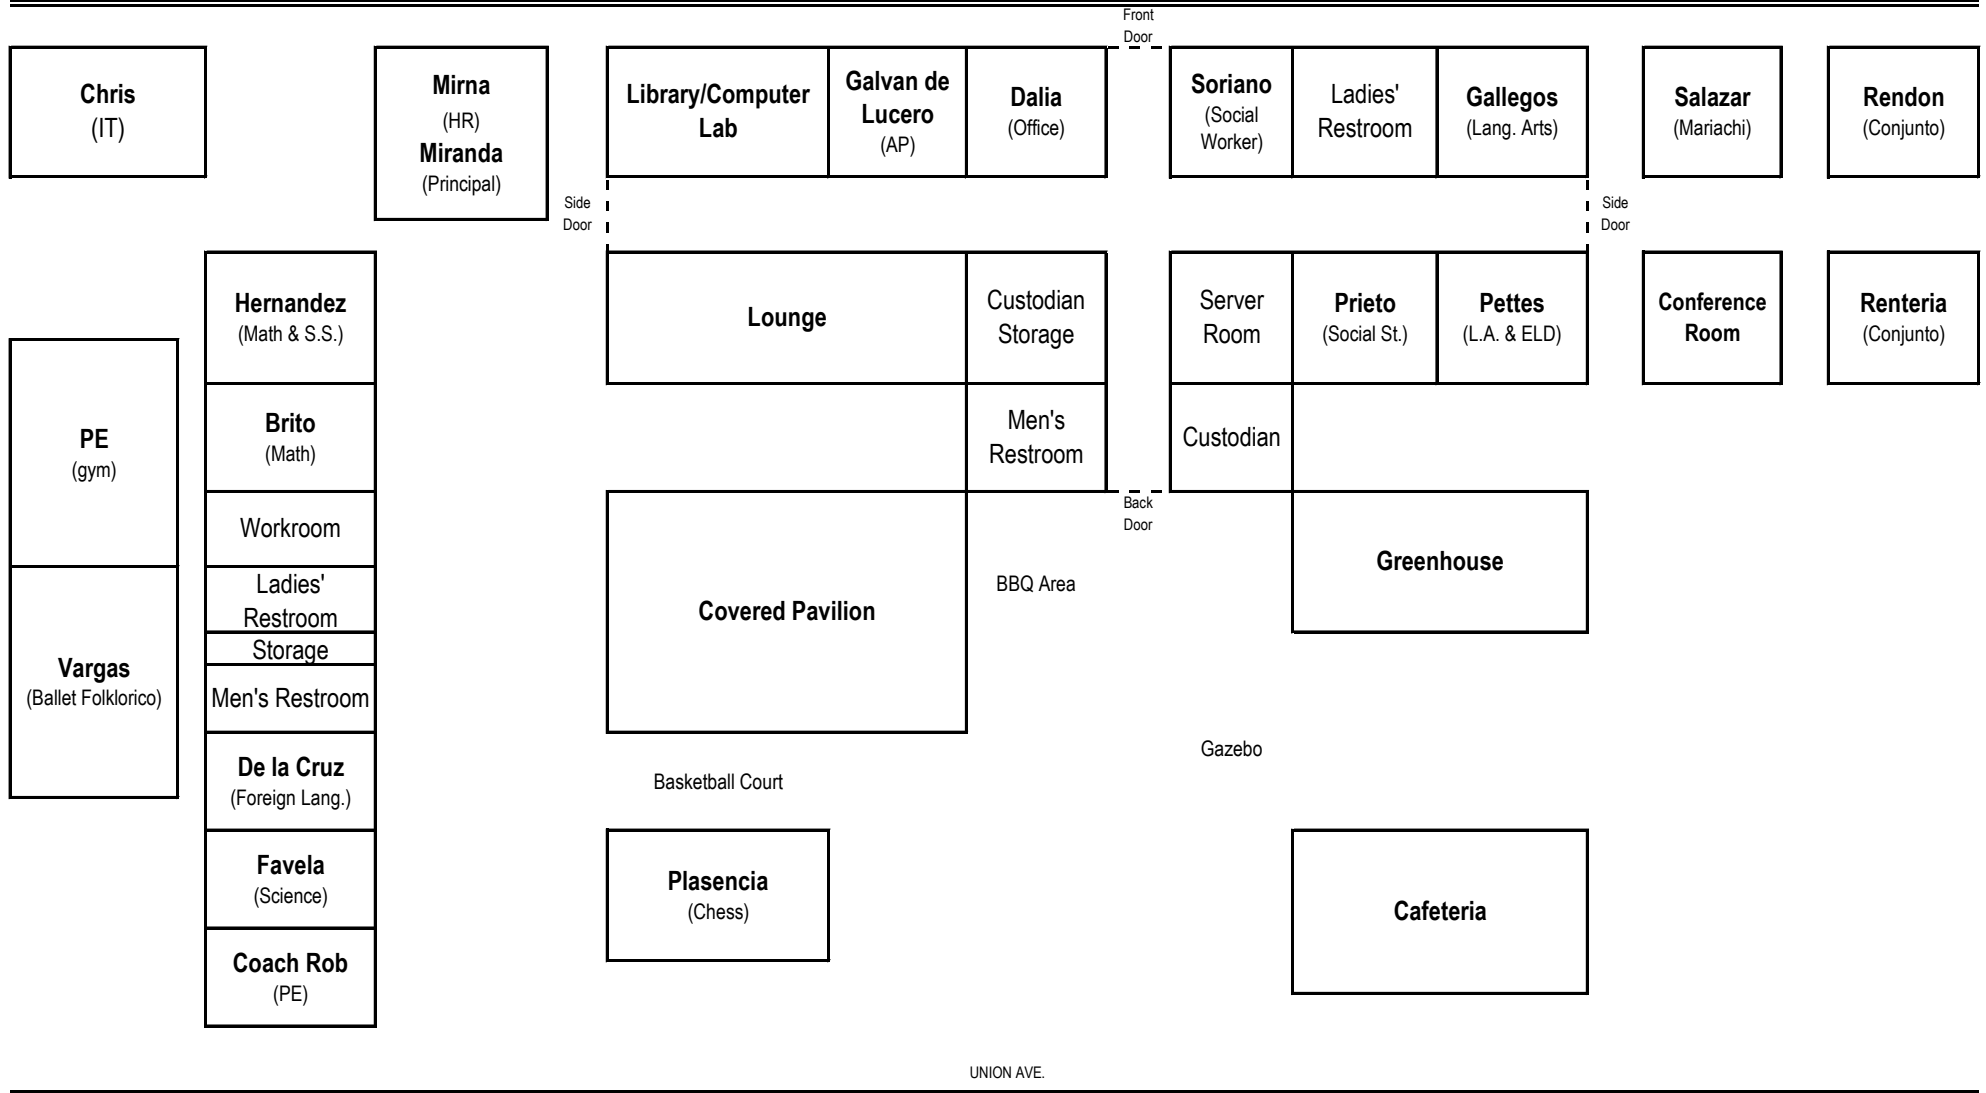 Front
Door
Chris
(IT)
Mirna
(HR)
Miranda
(Principal)
Library/Computer
Lab
Galvan de
Lucero
(AP)
Dalia
(Office)
Soriano
(Social
Worker)
Ladies'
Restroom
Gallegos
(Lang. Arts)
Salazar
(Mariachi)
Rendon
(Conjunto)
Side
Door
Side
Door
Hernandez
(Math & S.S.)
Lounge
Custodian
Storage
Server
Room
Prieto
(Social St.)
Pettes
(L.A. & ELD)
Conference
Room
Renteria
(Conjunto)
PE
(gym)
Brito
(Math)
Men's
Restroom
Custodian
Back
Door
Workroom
Ladies'
Restroom
Storage
Men's Restroom
Vargas
(Ballet Folklorico)
Covered Pavilion
BBQ Area
Greenhouse
De la Cruz
(Foreign Lang.)
Basketball Court
Gazebo
Favela
(Science)
Plasencia
(Chess)
Cafeteria
Coach Rob
(PE)
UNION AVE.